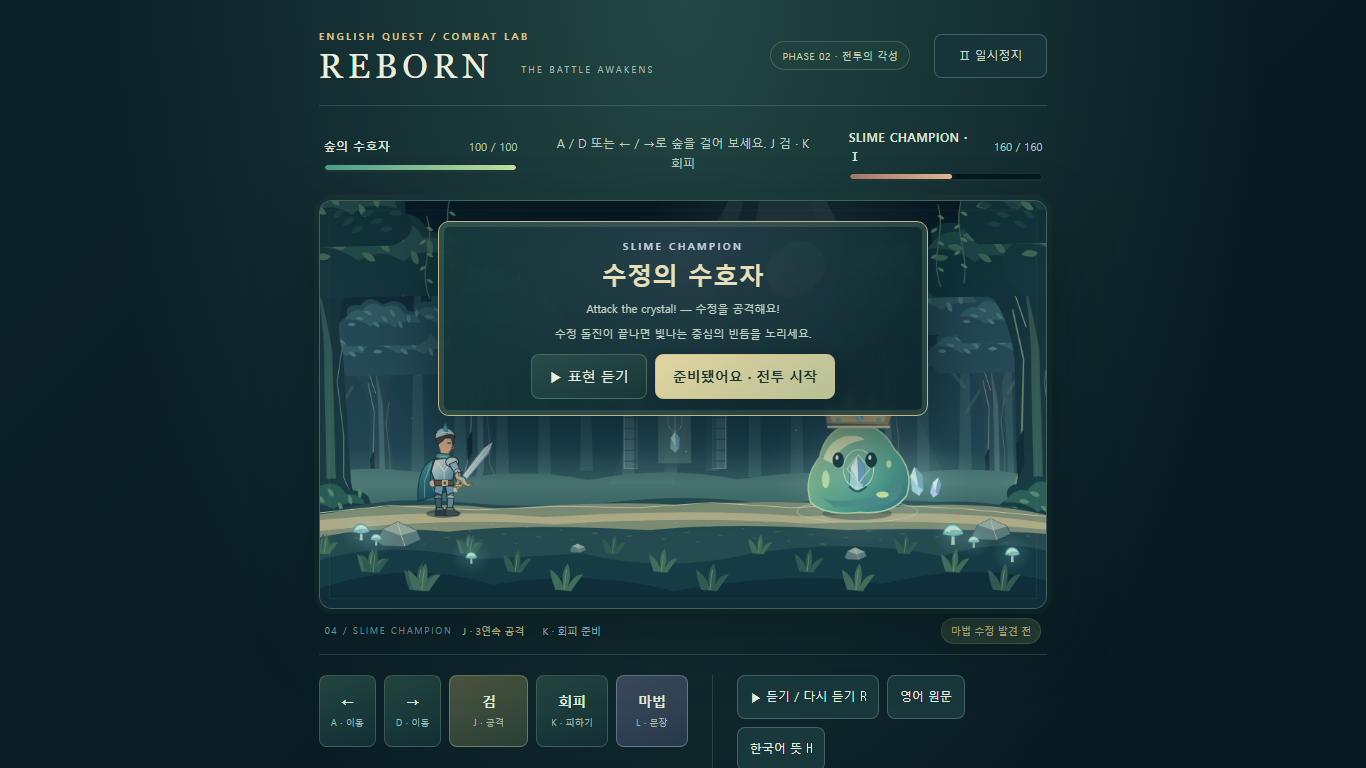 ENGLISH QUEST / COMBAT LAB
REBORN
THE BATTLE AWAKENS
PHASE 02 · 전투의 각성
Ⅱ 일시정지
숲의 수호자
100 / 100
A / D 또는 ← / →로 숲을 걸어 보세요. J 검 · K
회피
SLIME CHAMPION ·
I
160 / 160
SLIME CHAMPION
수정의 수호자
Attack the crystal! — 수정을 공격해요!
수정 돌진이 끝나면 빛나는 중심의 빈틈을 노리세요.
▶ 표현 듣기
준비됐어요 · 전투 시작
04 / SLIME CHAMPION
J · 3연속 공격
K · 회피 준비
마법 수정 발견 전
←
A · 이동
→
D · 이동
검
J · 공격
회피
K · 피하기
마법
L · 문장
▶ 듣기 / 다시 듣기 R
영어 원문
한국어 뜻 H